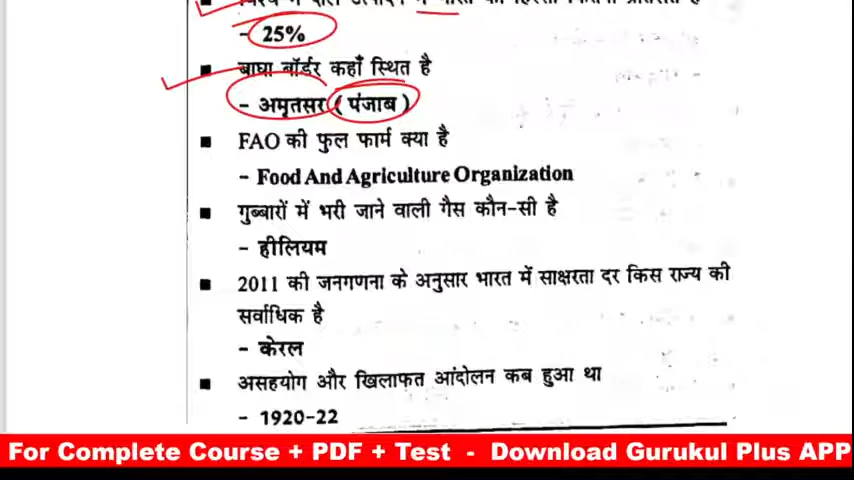 में
- 25%
■ बाघा बॉर्डर कहाँ स्थित है
- अमृतसर ( पंजाब )
■ FAO की फुल फार्म क्या है
- Food And Agriculture Organization
■ गुब्बारों में भरी जाने वाली गैस कौन-सी है
- हीलियम
■ 2011 की जनगणना के अनुसार भारत में साक्षरता दर किस राज्य की
सर्वाधिक है
- केरल
■ असहयोग और खिलाफत आंदोलन कब हुआ था
- 1920-22
For Complete Course + PDF + Test - Download Gurukul Plus APP